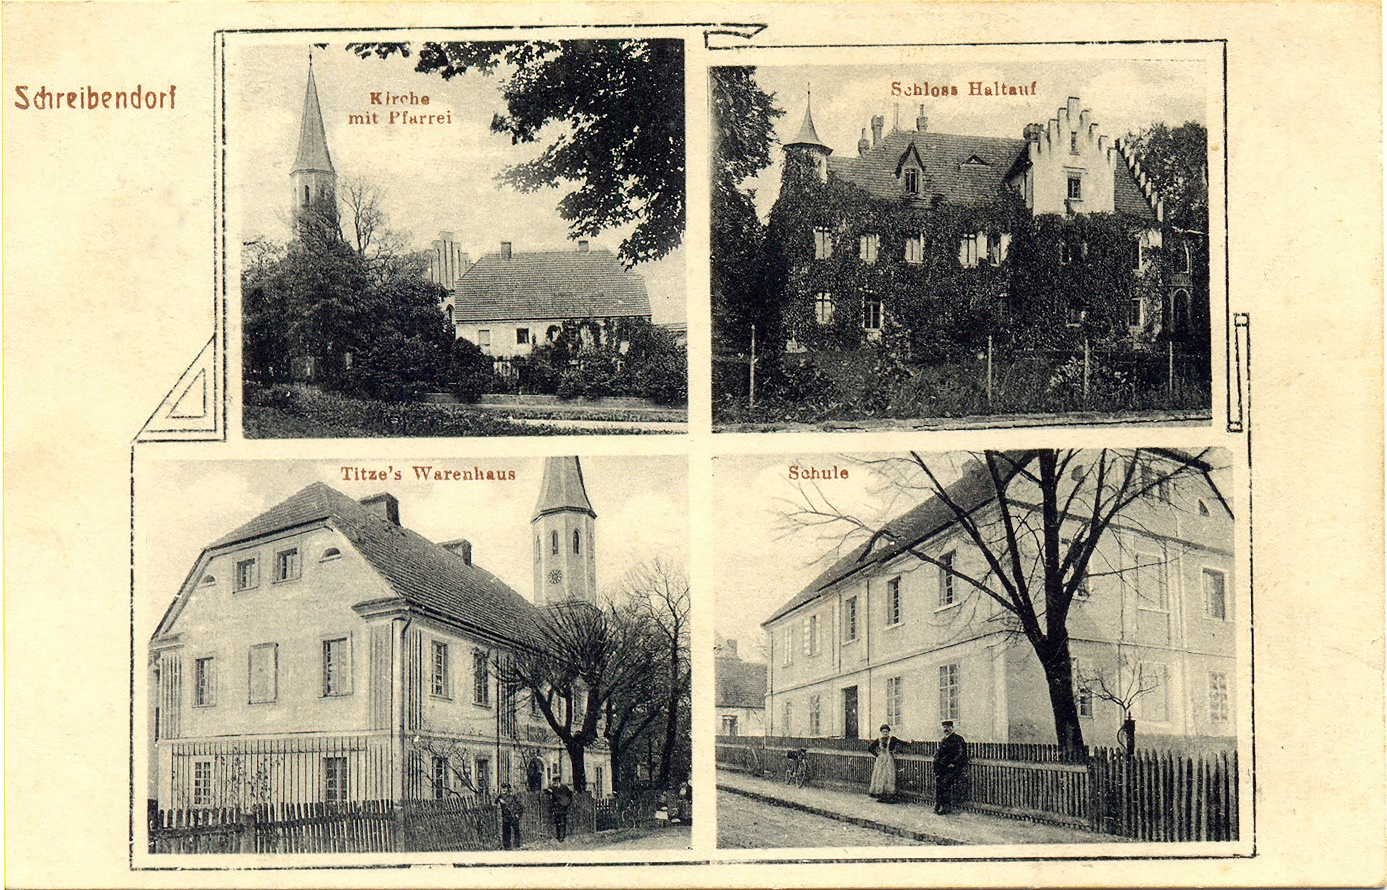 Schreibendorf
Kirche
mit Pfarrei
Schloss Haltauf
Titze's Warenhaus
Schule